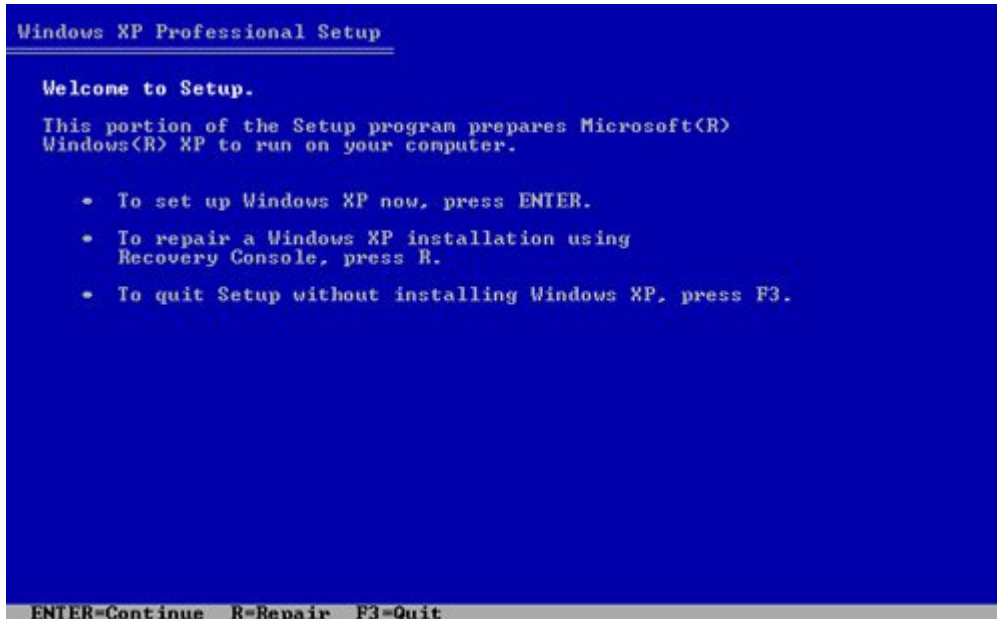 Windows XP Professional Setup
Welcome to Setup.
This portion of the Setup program prepares Microsoft(R)
Windows(R) XP to run on your computer.
• To set up Windows XP now, press ENTER.
• To repair a Windows XP installation using
Recovery Console, press R.
• To quit Setup without installing Windows XP, press F3.
ENTER=Continue R=Repair F3=Quit